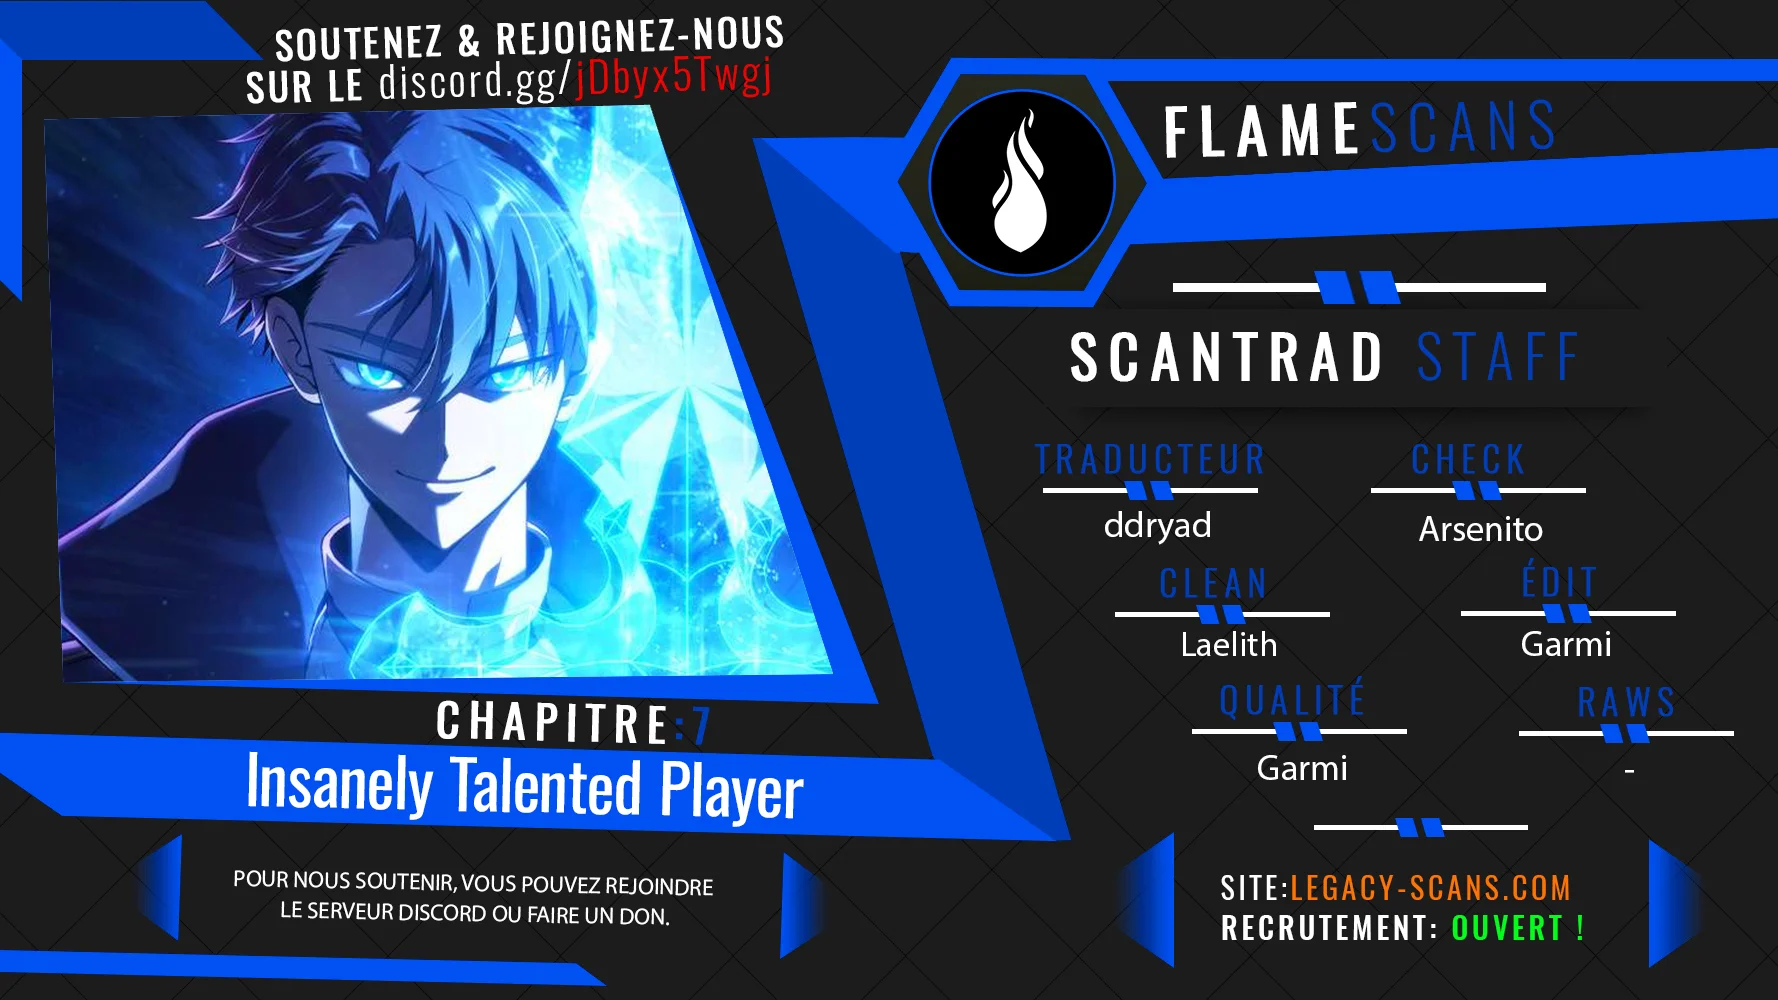 SOUTENEZ & REJOIGNEZ-NOUS
SUR LE discord.gg/jDbyx5Twgj
FLAMESCANS
SCANTRAD STAFF
TRADUCTEUR
ddryad
CHECK
Arsenito
CLEAN
Laelith
ÉDIT
Garmi
QUALITÉ
Garmi
RAWS
-
CHAPITRE:7
Insanely Talented Player
POUR NOUS SOUTENIR, VOUS POUVEZ REJOINDRE
LE SERVEUR DISCORD OU FAIRE UN DON.
SITE:LEGACY-SCANS.COM
RECRUTEMENT: OUVERT !